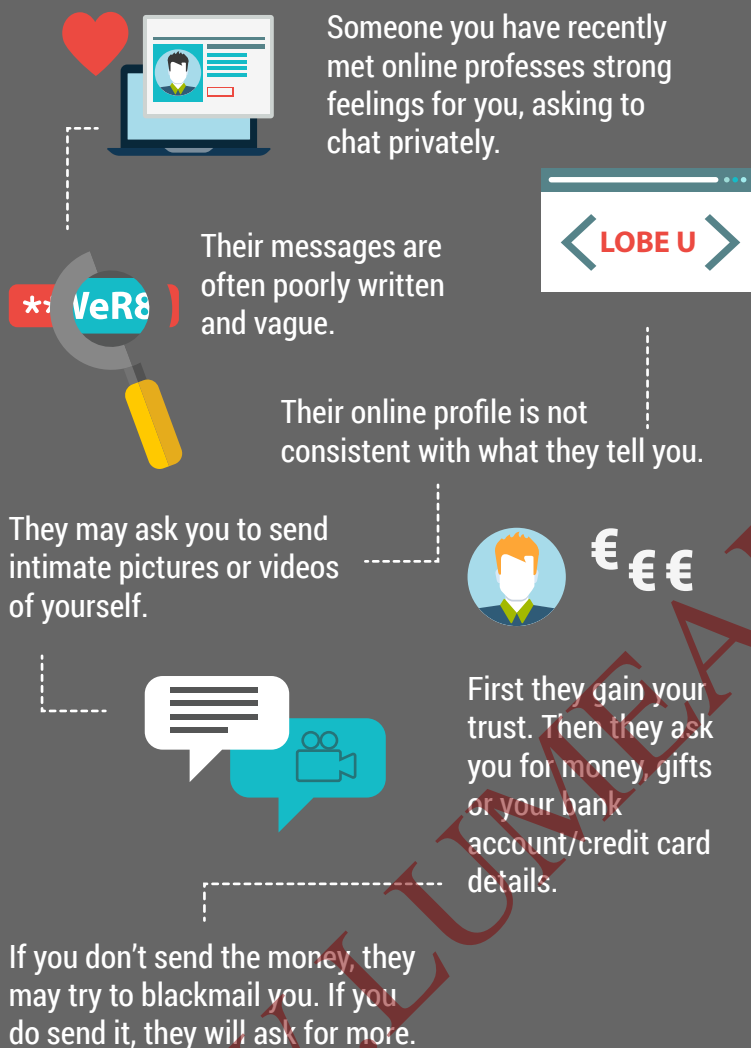 Someone you have recently
met online professes strong
feelings for you, asking to
chat privately.
LOBE U
Their messages are
often poorly written
and vague.
** WeR8
Their online profile is not
consistent with what they tell you.
They may ask you to send
intimate pictures or videos
of yourself.
€ € €
First they gain your
trust. Then they ask
you for money, gifts
or your bank
account/credit card
details.
If you don’t send the money, they
may try to blackmail you. If you
do send it, they will ask for more.